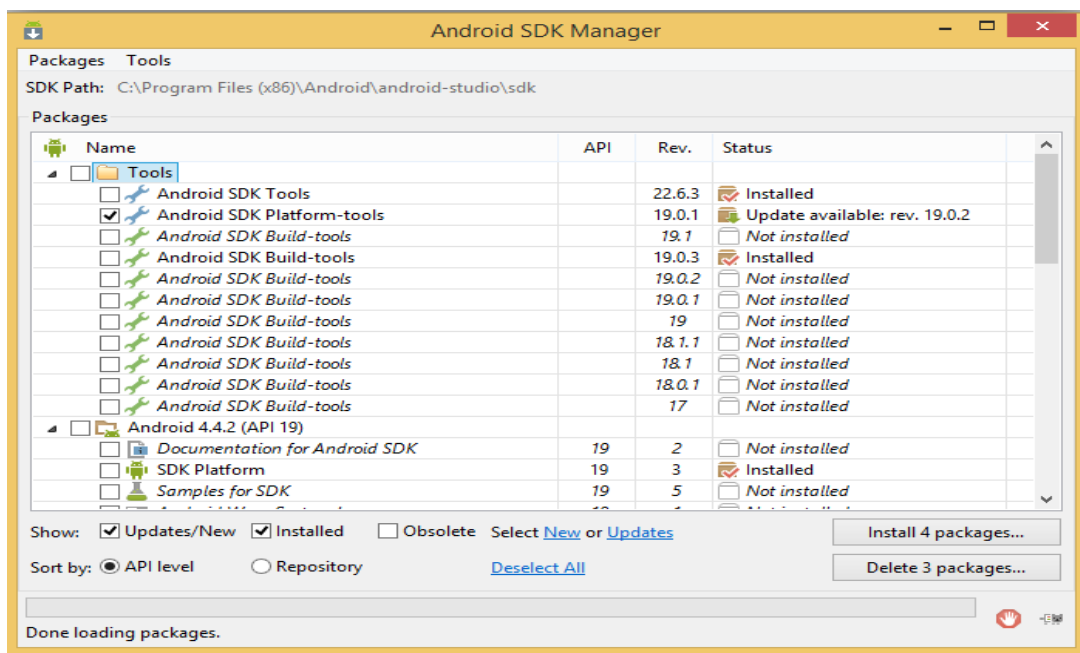 Android SDK Manager
Packages Tools
SDK Path: C:\Program Files (x86)\Android\android-studio\sdk
Packages
Name API Rev. Status
Tools
Android SDK Tools 22.6.3 Installed
Android SDK Platform-tools 19.0.1 Update available: rev. 19.0.2
Android SDK Build-tools 19.1 Not installed
Android SDK Build-tools 19.0.3 Installed
Android SDK Build-tools 19.0.2 Not installed
Android SDK Build-tools 19.0.1 Not installed
Android SDK Build-tools 19 Not installed
Android SDK Build-tools 18.1.1 Not installed
Android SDK Build-tools 18.1 Not installed
Android SDK Build-tools 18.0.1 Not installed
Android SDK Build-tools 17 Not installed
Android 4.4.2 (API 19)
Documentation for Android SDK 19 2 Not installed
SDK Platform 19 3 Installed
Samples for SDK 19 5 Not installed
Show: Updates/New Installed Obsolete Select New or Updates Install 4 packages...
Sort by: API level Repository Deselect All Delete 3 packages...
Done loading packages.